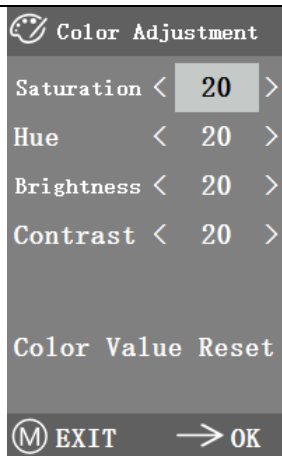 Color Adjustment
Saturation < 20 >
Hue < 20 >
Brightness < 20 >
Contrast < 20 >
Color Value Reset
M EXIT → OK